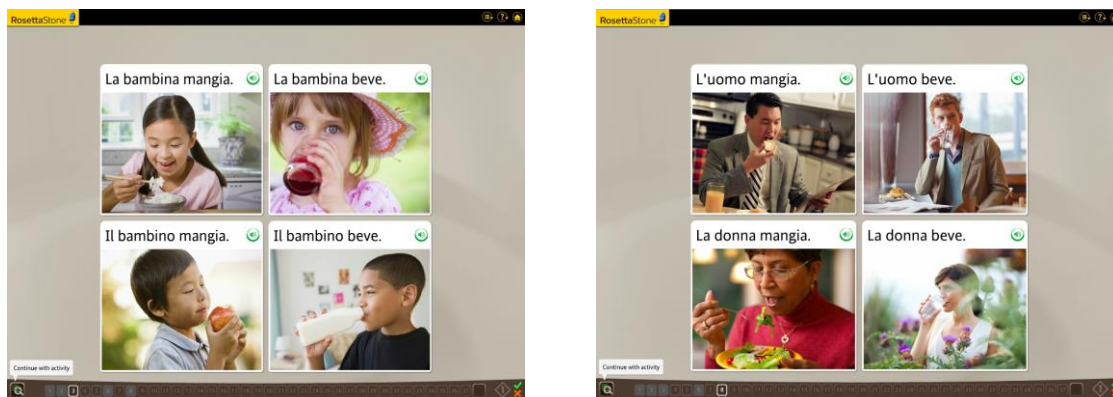 RosettaStone
La bambina mangia.
La bambina beve.
Il bambino mangia.
Il bambino beve.
Continue with activity
RosettaStone
L'uomo mangia.
L'uomo beve.
La donna mangia.
La donna beve.
Continue with activity